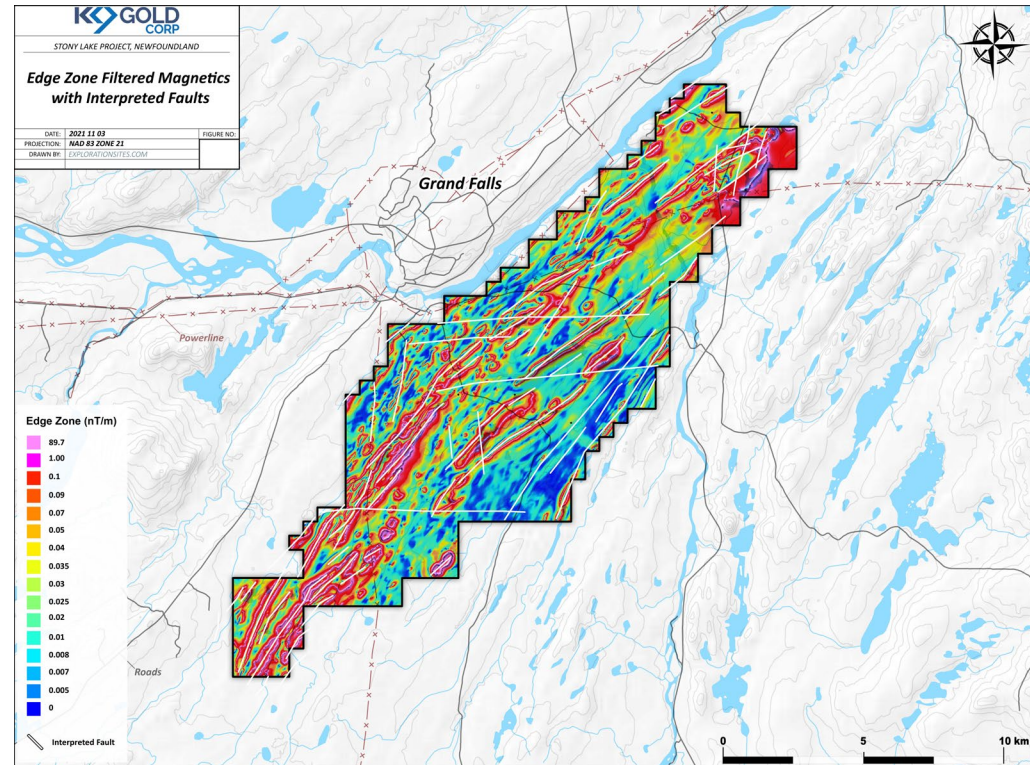 K9 GOLD
CORP
STONY LAKE PROJECT, NEWFOUNDLAND
Edge Zone Filtered Magnetics
with Interpreted Faults
DATE: 2021 11 03
FIGURE NO:
PROJECTION: NAD 83 ZONE 21
DRAWN BY: EXPLORATIONSITES.COM
Grand Falls
Powerline
Edge Zone (nT/m)
89.7
1.00
0.1
0.09
0.07
0.05
0.04
0.035
0.03
0.025
0.02
0.01
0.008
0.007
0.005
0
Roads
Interpreted Fault
0 5 10 km